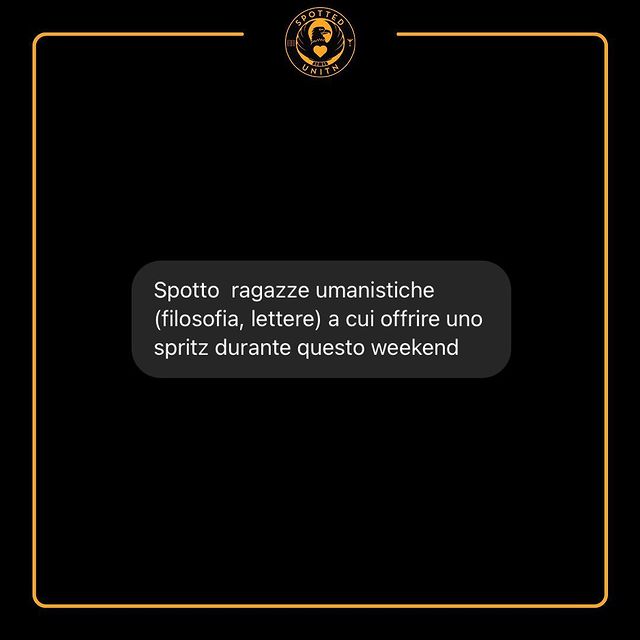 SPOTTED
UNITN
Spotto  ragazze umanistiche
(filosofia, lettere) a cui offrire uno
spritz durante questo weekend